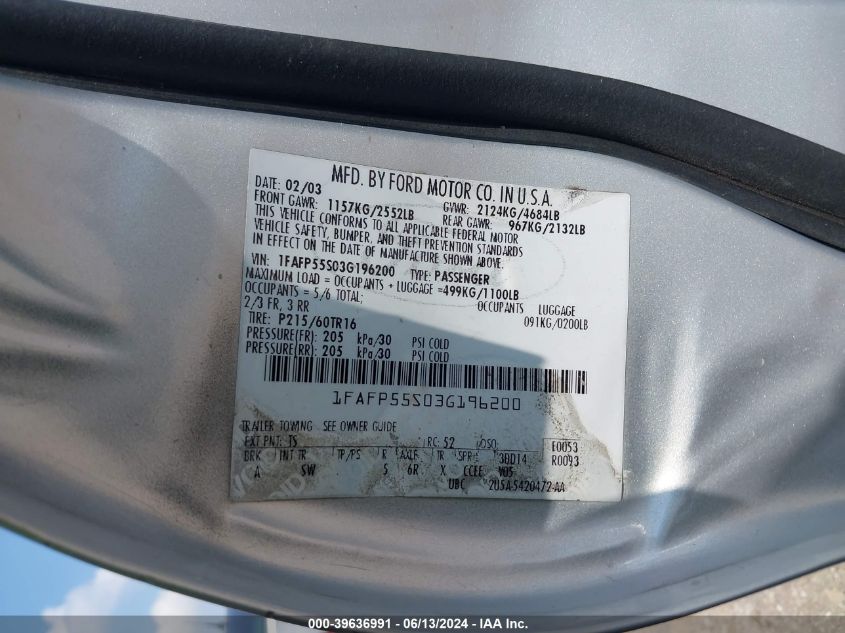 MFD. BY FORD MOTOR CO. IN U.S.A.
DATE: 02/03 GVWR: 2124KG/4684LB
FRONT GAWR: 1157KG/2552LB REAR GAWR: 967KG/2132LB
THIS VEHICLE CONFORMS TO ALL APPLICABLE FEDERAL MOTOR
VEHICLE SAFETY, BUMPER, AND THEFT PREVENTION STANDARDS
IN EFFECT ON THE DATE OF MANUFACTURE SHOWN ABOVE.
VIN: 1FAFP55S03G196200 TYPE: PASSENGER
MAXIMUM LOAD = OCCUPANTS + LUGGAGE =499KG/1100LB
OCCUPANTS = 5/6 TOTAL; OCCUPANTS LUGGAGE
2/3 FR, 3 RR 091KG/0200LB
TIRE: P215/60TR16
PRESSURE(FR): 205 kPa/30 PSI COLD
PRESSURE(RR): 205 kPa/30 PSI COLD
1FAFP55S03G196200
TRAILER TOWING SEE OWNER GUIDE
EXT PNT: TS RC: 52 DSO: E0053
BRK INT TR TP/PS R AXLE TR SPR R0093
A SW 5 6R X CCEE V05
UBC 2U5A-5420472-AA
000-39636991 - 06/13/2024 - IAA Inc.